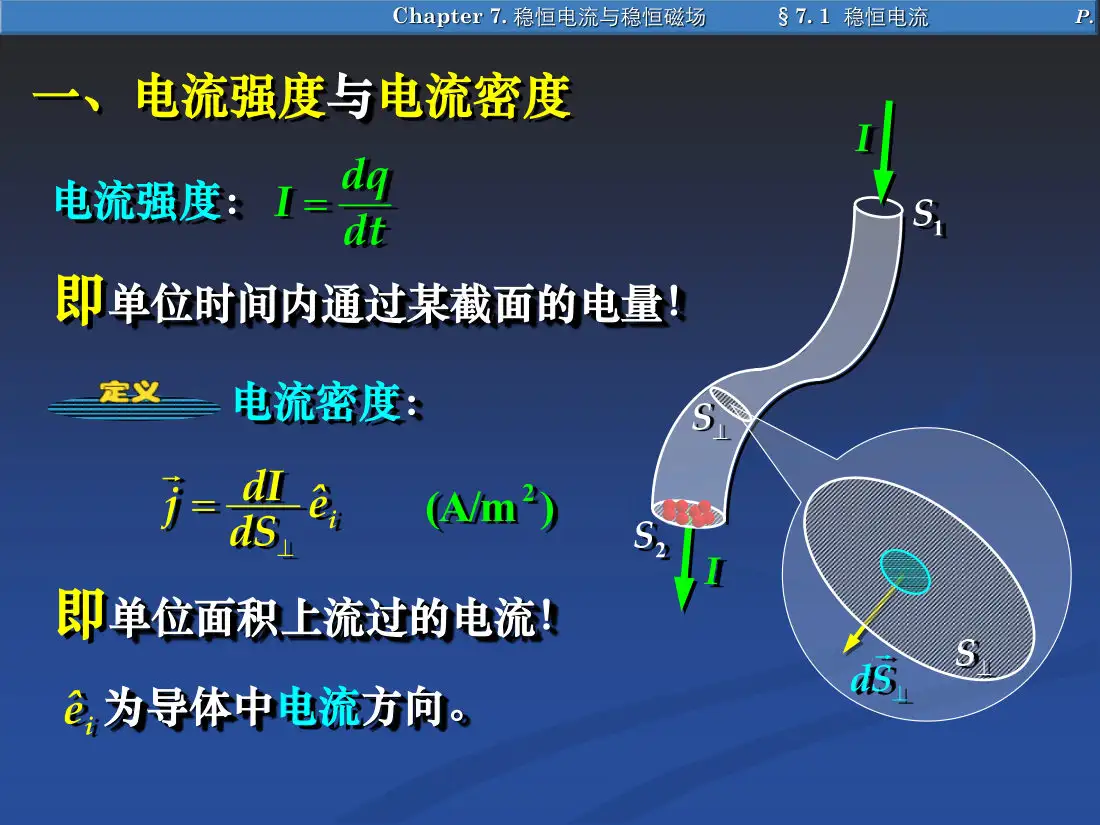 Chapter 7. 稳恒电流与稳恒磁场 §7.1 稳恒电流 P.
一、电流强度与电流密度
电流强度： I = dq/dt
即单位时间内通过某截面的电量！
定义 电流密度：
j⃗ = dI/dS⊥ êᵢ (A/m²)
即单位面积上流过的电流！
êᵢ 为导体中电流方向。
I
S₁
S⊥
S₂
I
S⊥
dS⃗⊥